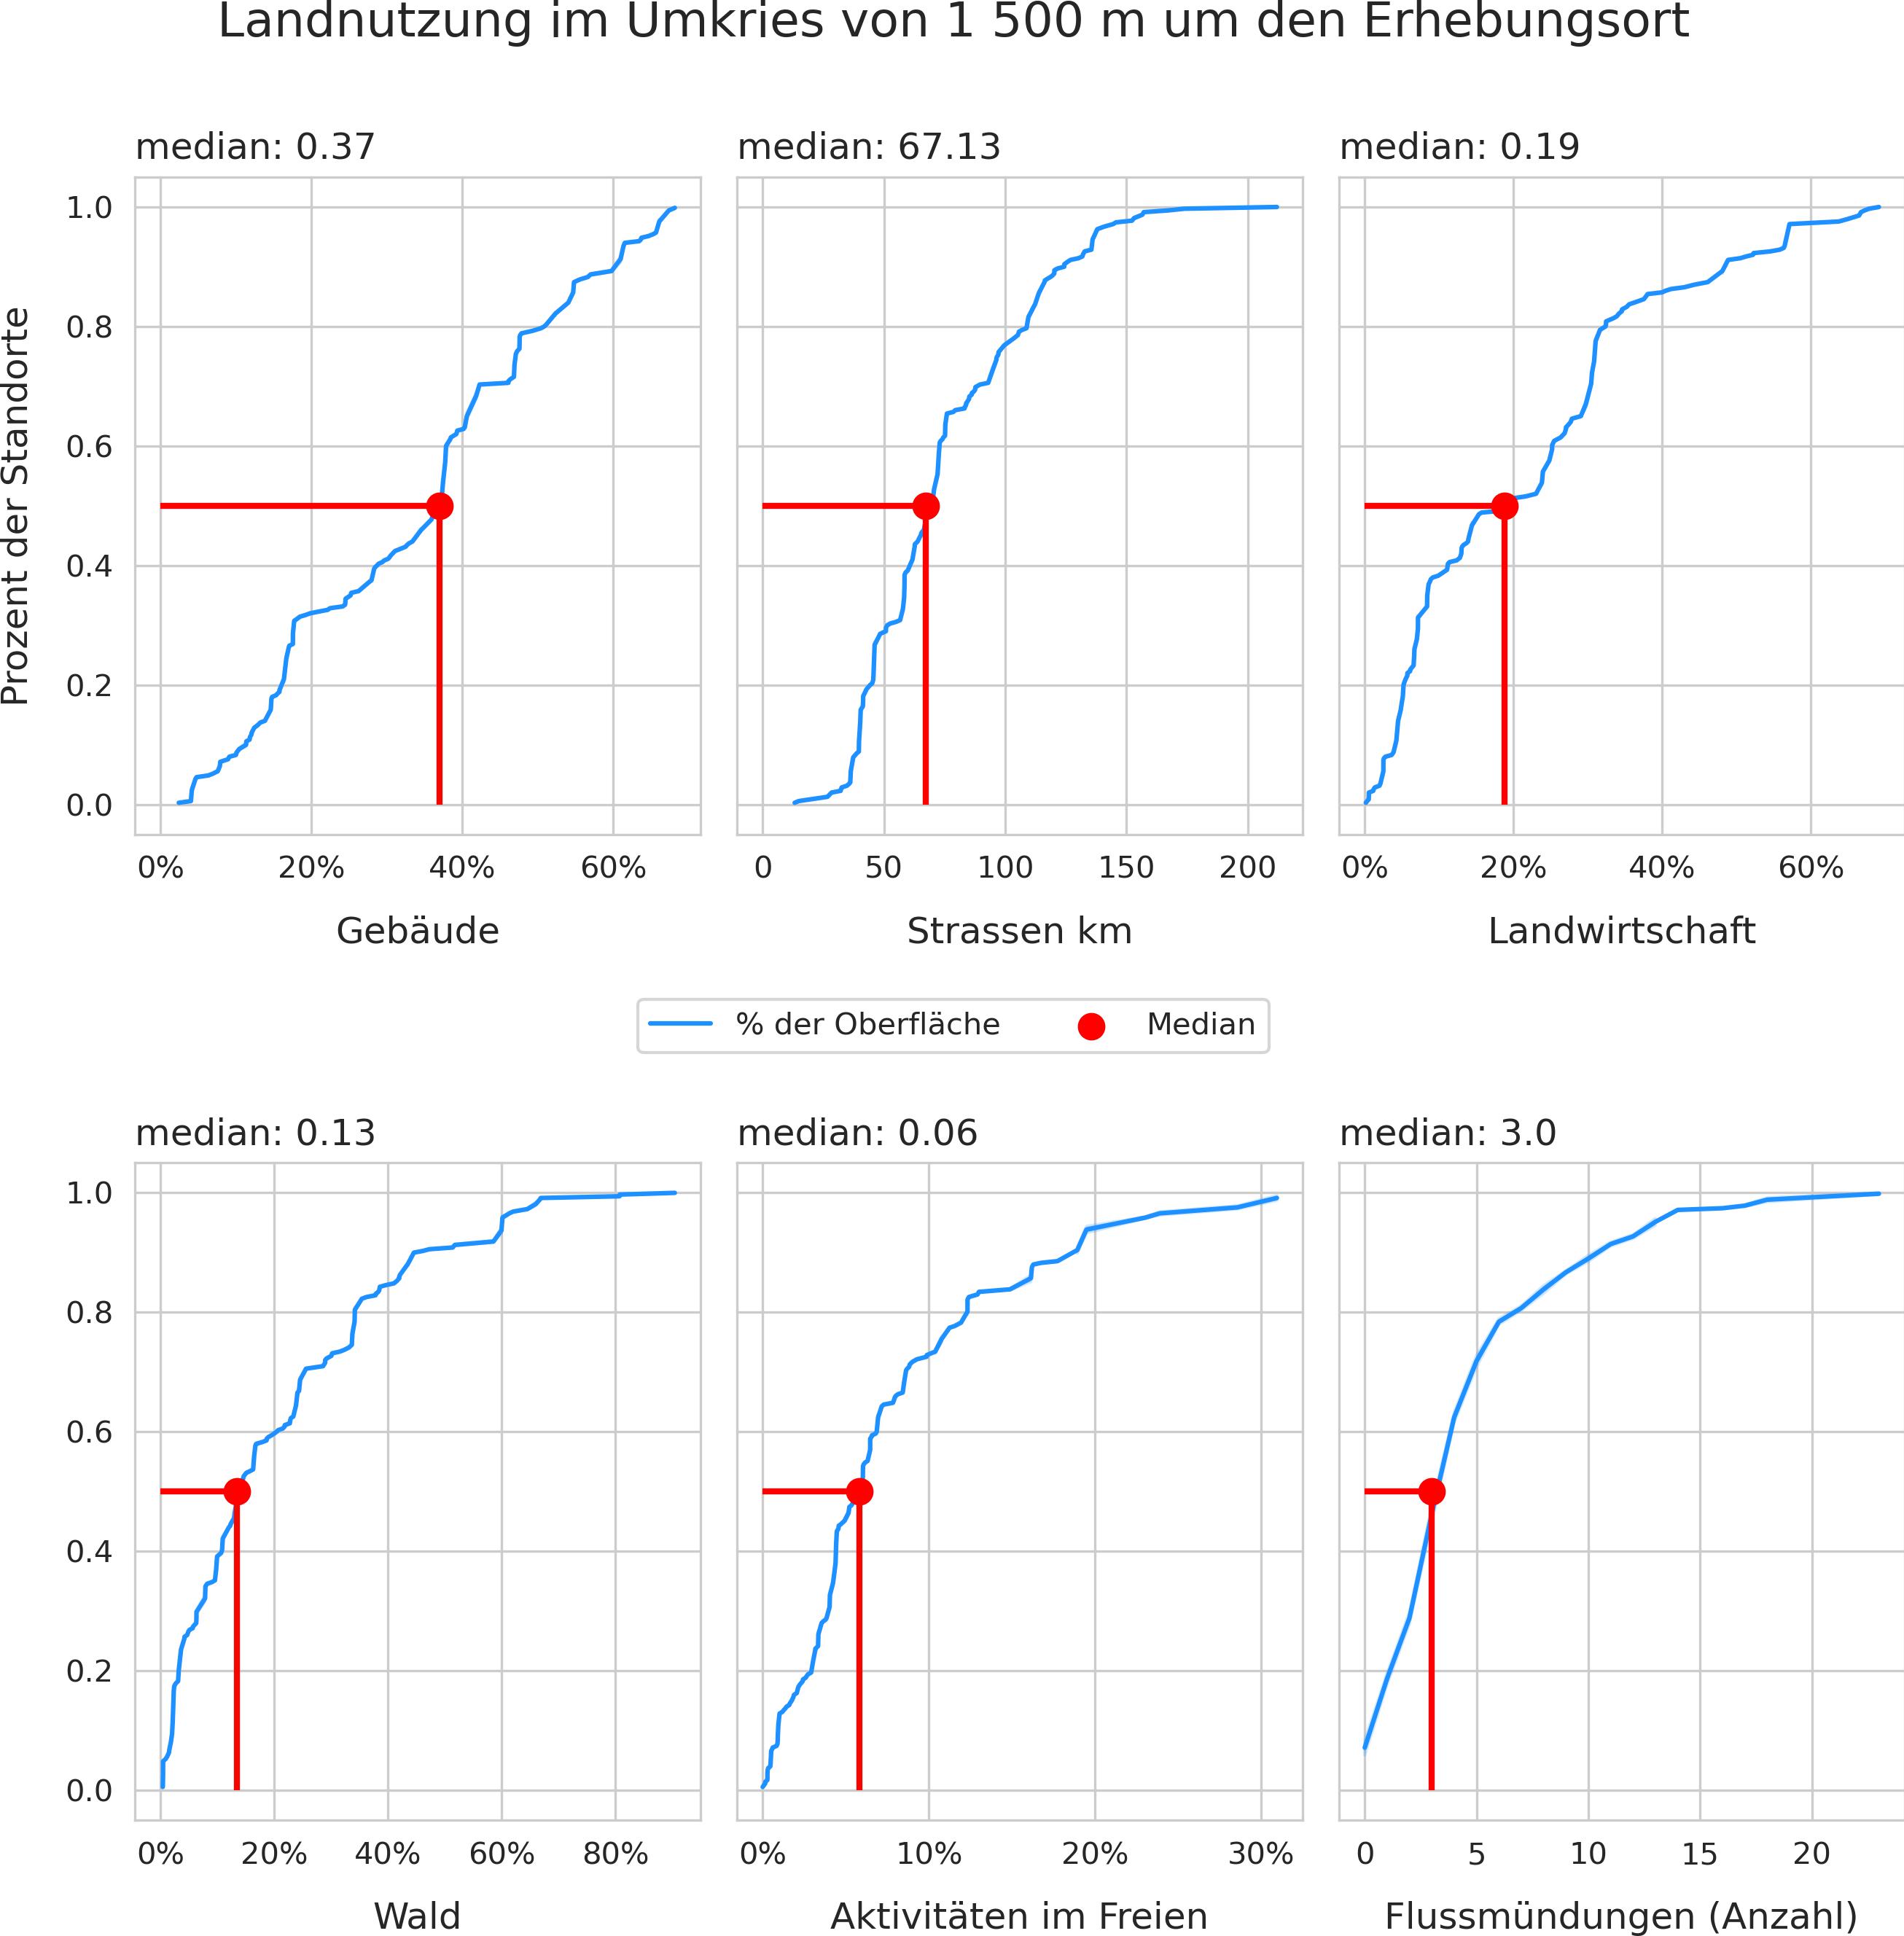 Landnutzung im Umkries von 1 500 m um den Erhebungsort
median: 0.37
median: 67.13
median: 0.19
Prozent der Standorte
1.0
0.8
0.6
0.4
0.2
0.0
0% 20% 40% 60%
0 50 100 150 200
0% 20% 40% 60%
Gebäude
Strassen km
Landwirtschaft
% der Oberfläche
Median
median: 0.13
median: 0.06
median: 3.0
1.0
0.8
0.6
0.4
0.2
0.0
0% 20% 40% 60% 80%
0% 10% 20% 30%
0 5 10 15 20
Wald
Aktivitäten im Freien
Flussmündungen (Anzahl)